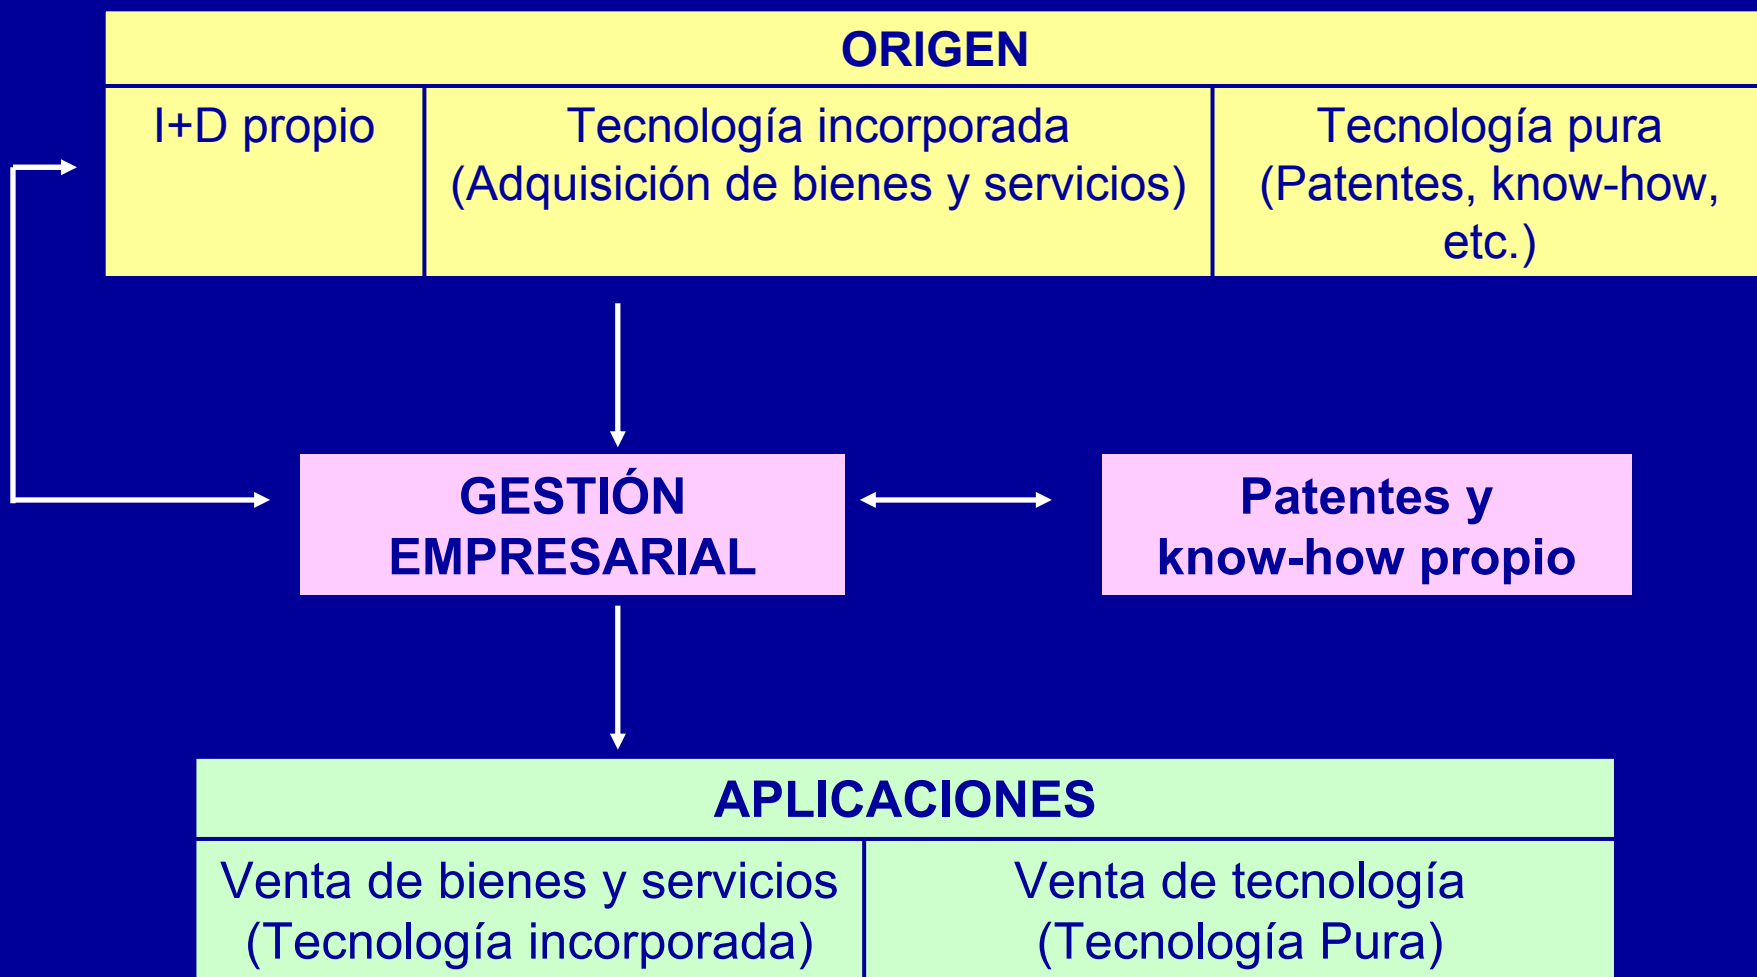 ORIGEN
I+D propio
Tecnología incorporada
(Adquisición de bienes y servicios)
Tecnología pura
(Patentes, know-how,
etc.)
GESTIÓN
EMPRESARIAL
Patentes y
know-how propio
APLICACIONES
Venta de bienes y servicios
(Tecnología incorporada)
Venta de tecnología
(Tecnología Pura)